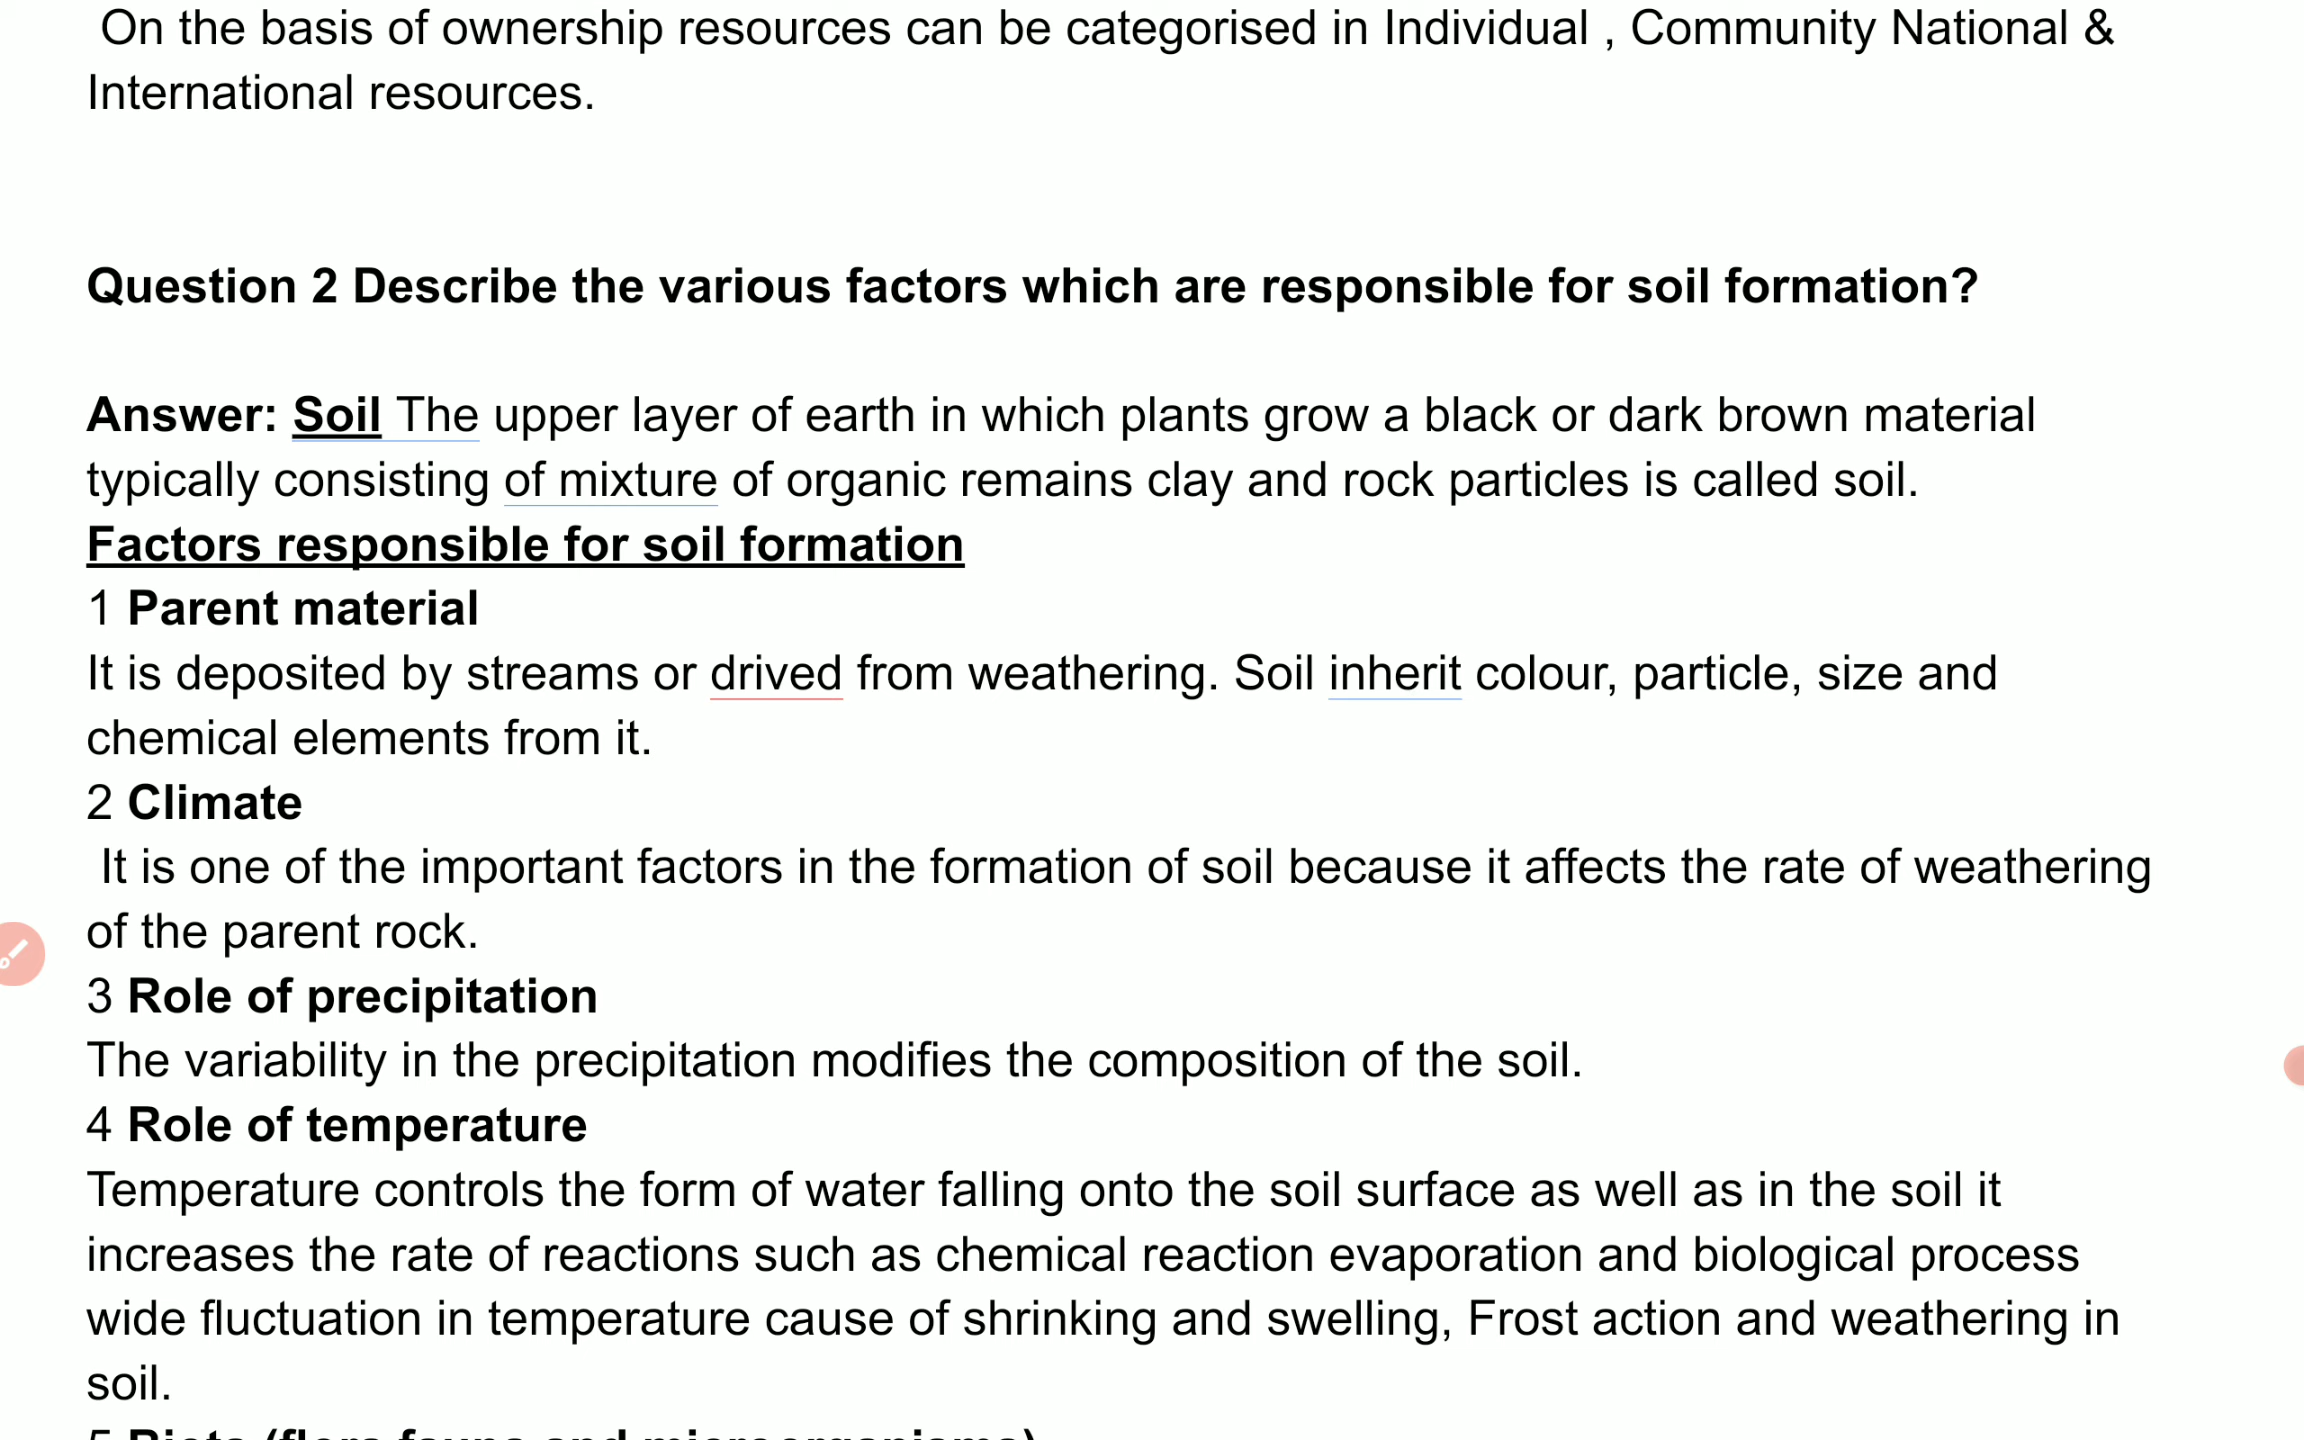 On the basis of ownership resources can be categorised in Individual , Community National &
International resources.
Question 2 Describe the various factors which are responsible for soil formation?
Answer: Soil The upper layer of earth in which plants grow a black or dark brown material
typically consisting of mixture of organic remains clay and rock particles is called soil.
Factors responsible for soil formation
1 Parent material
It is deposited by streams or drived from weathering. Soil inherit colour, particle, size and
chemical elements from it.
2 Climate
It is one of the important factors in the formation of soil because it affects the rate of weathering
of the parent rock.
3 Role of precipitation
The variability in the precipitation modifies the composition of the soil.
4 Role of temperature
Temperature controls the form of water falling onto the soil surface as well as in the soil it
increases the rate of reactions such as chemical reaction evaporation and biological process
wide fluctuation in temperature cause of shrinking and swelling, Frost action and weathering in
soil.
5 Biota (flora fauna and microorganisms)